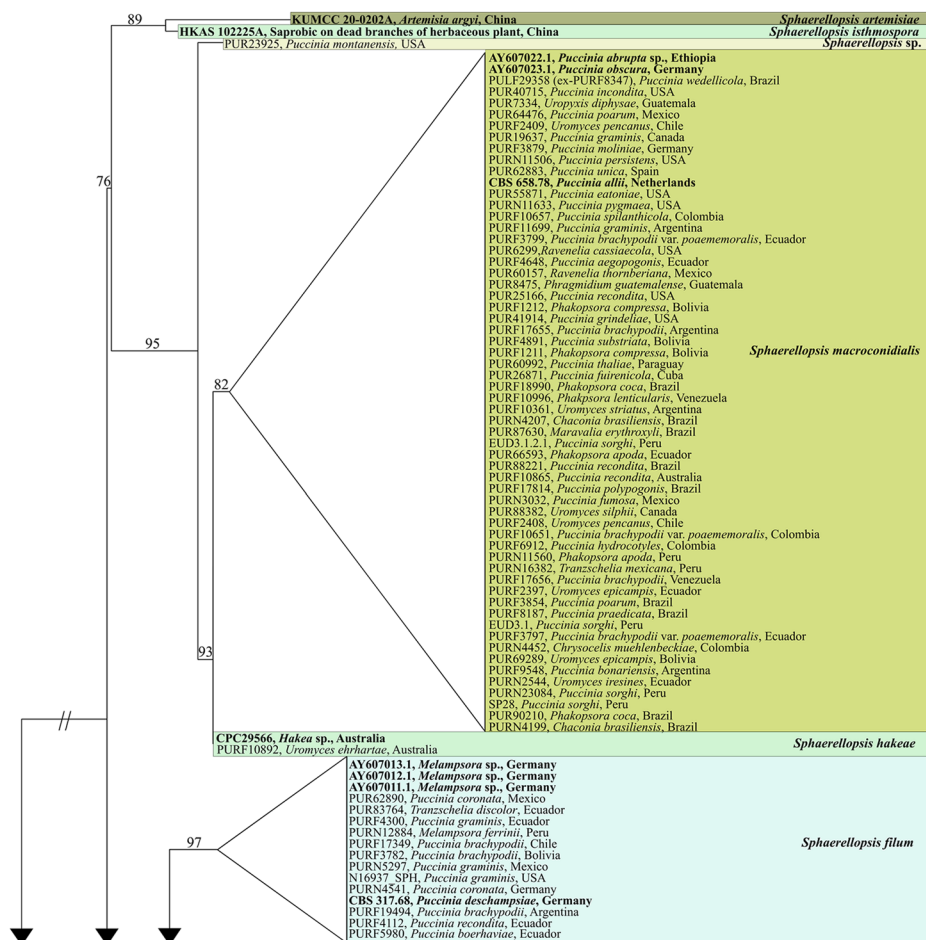 89
KUMCC 20-0202A, Artemisia argyi, China
Sphaerellopsis artemisiae
HKAS 102225A, Saprobic on dead branches of herbaceous plant, China
Sphaerellopsis isthmospora
PUR23925, Puccinia montanensis, USA
Sphaerellopsis sp.
AY607022.1, Puccinia abrupta sp., Ethiopia
AY607023.1, Puccinia obscura, Germany
PULF29358 (ex-PURF8347), Puccinia wedellicola, Brazil
PUR40715, Puccinia incondita, USA
PUR7334, Uropyxis diphysae, Guatemala
PUR64476, Puccinia poarum, Mexico
PURF2409, Uromyces pencanus, Chile
PUR19637, Puccinia graminis, Canada
PURF3879, Puccinia moliniae, Germany
PURN11506, Puccinia persistens, USA
PUR62883, Puccinia unica, Spain
76
CBS 658.78, Puccinia allii, Netherlands
PUR55871, Puccinia eatoniae, USA
PURN11633, Puccinia pygmaea, USA
PURF10657, Puccinia spilanthicola, Colombia
PURF11699, Puccinia graminis, Argentina
PURF3799, Puccinia brachypodii var. poaememoralis, Ecuador
PUR6299,Ravenelia cassiaecola, USA
PURF4648, Puccinia aegopogonis, Ecuador
PUR60157, Ravenelia thornberiana, Mexico
PUR8475, Phragmidium guatemalense, Guatemala
PUR25166, Puccinia recondita, USA
PURF1212, Phakopsora compressa, Bolivia
PUR41914, Puccinia grindeliae, USA
PURF17655, Puccinia brachypodii, Argentina
PURF4891, Puccinia substriata, Bolivia
95
PURF1211, Phakopsora compressa, Bolivia
Sphaerellopsis macroconidialis
PUR60992, Puccinia thaliae, Paraguay
PUR26871, Puccinia fuirenicola, Cuba
82
PURF18990, Phakopsora coca, Brazil
PURF10996, Phakpsora lenticularis, Venezuela
PURF10361, Uromyces striatus, Argentina
PURN4207, Chaconia brasiliensis, Brazil
PUR87630, Maravalia erythroxyli, Brazil
EUD3.1.2.1, Puccinia sorghi, Peru
PUR66593, Phakopsora apoda, Ecuador
PUR88221, Puccinia recondita, Brazil
PURF10865, Puccinia recondita, Australia
PURF17814, Puccinia polypogonis, Brazil
PURN3032, Puccinia fumosa, Mexico
PUR88382, Uromyces silphii, Canada
PURF2408, Uromyces pencanus, Chile
PURF10651, Puccinia brachypodii var. poaememoralis, Colombia
PURF6912, Puccinia hydrocotyles, Colombia
PURN11560, Phakopsora apoda, Peru
PURN16382, Tranzschelia mexicana, Peru
PURF17656, Puccinia brachypodii, Venezuela
PURF2397, Uromyces epicampis, Ecuador
PURF3854, Puccinia poarum, Brazil
PURF8187, Puccinia praedicata, Brazil
EUD3.1, Puccinia sorghi, Peru
PURF3797, Puccinia brachypodii var. poaememoralis, Ecuador
93
PURN4452, Chrysocelis muehlenbeckiae, Colombia
PUR69289, Uromyces epicampis, Bolivia
PURF9548, Puccinia bonariensis, Argentina
PURN2544, Uromyces iresines, Ecuador
PURN23084, Puccinia sorghi, Peru
SP28, Puccinia sorghi, Peru
PUR90210, Phakopsora coca, Brazil
PURN4199, Chaconia brasiliensis, Brazil
CPC29566, Hakea sp., Australia
Sphaerellopsis hakeae
PURF10892, Uromyces ehrhartae, Australia
AY607013.1, Melampsora sp., Germany
AY607012.1, Melampsora sp., Germany
AY607011.1, Melampsora sp., Germany
PUR62890, Puccinia coronata, Mexico
PUR83764, Tranzschelia discolor, Ecuador
PURF4300, Puccinia graminis, Ecuador
PURN12884, Melampsora ferrinii, Peru
97
PURF17349, Puccinia brachypodii, Chile
Sphaerellopsis filum
PURF3782, Puccinia brachypodii, Bolivia
PURN5297, Puccinia graminis, Mexico
N16937_SPH, Puccinia graminis, USA
PURN4541, Puccinia coronata, Germany
CBS 317.68, Puccinia deschampsiae, Germany
PURF19494, Puccinia brachypodii, Argentina
PURF4112, Puccinia recondita, Ecuador
PURF5980, Puccinia boerhaviae, Ecuador